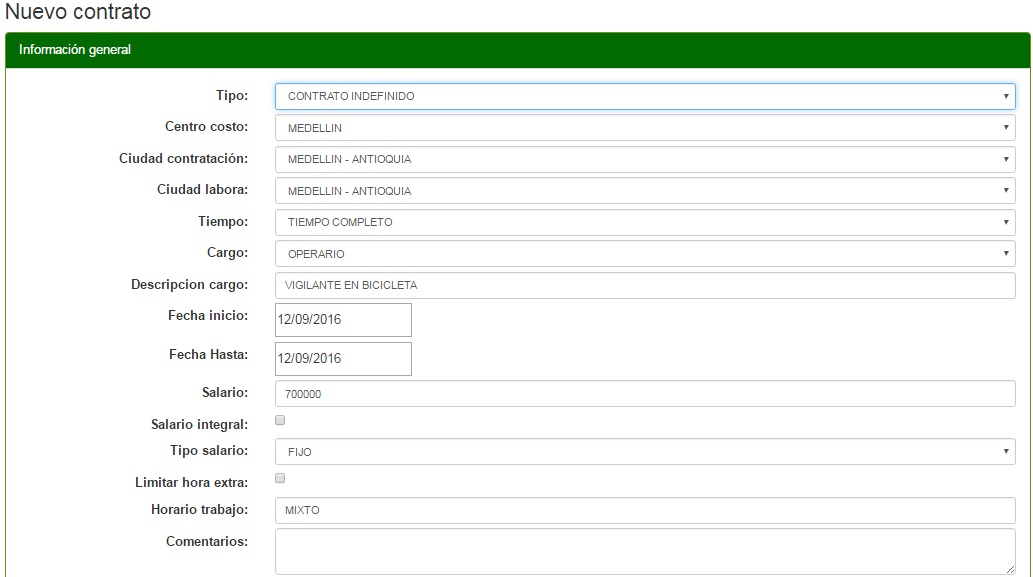 Nuevo contrato
Información general
Tipo: CONTRATO INDEFINIDO
Centro costo: MEDELLIN
Ciudad contratación: MEDELLIN - ANTIOQUIA
Ciudad labora: MEDELLIN - ANTIOQUIA
Tiempo: TIEMPO COMPLETO
Cargo: OPERARIO
Descripcion cargo: VIGILANTE EN BICICLETA
Fecha inicio: 12/09/2016
Fecha Hasta: 12/09/2016
Salario: 700000
Salario integral:
Tipo salario: FIJO
Limitar hora extra:
Horario trabajo: MIXTO
Comentarios: